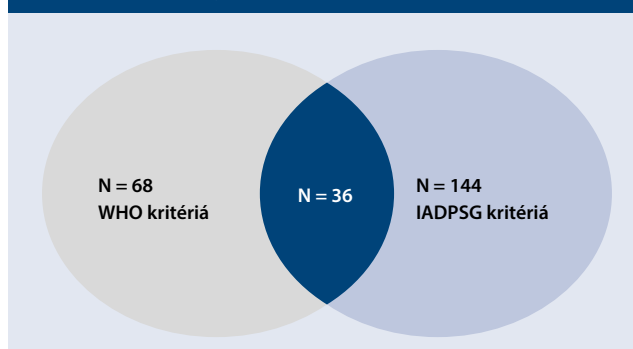 N = 68
WHO kritériá
N = 36
N = 144
IADPSG kritériá